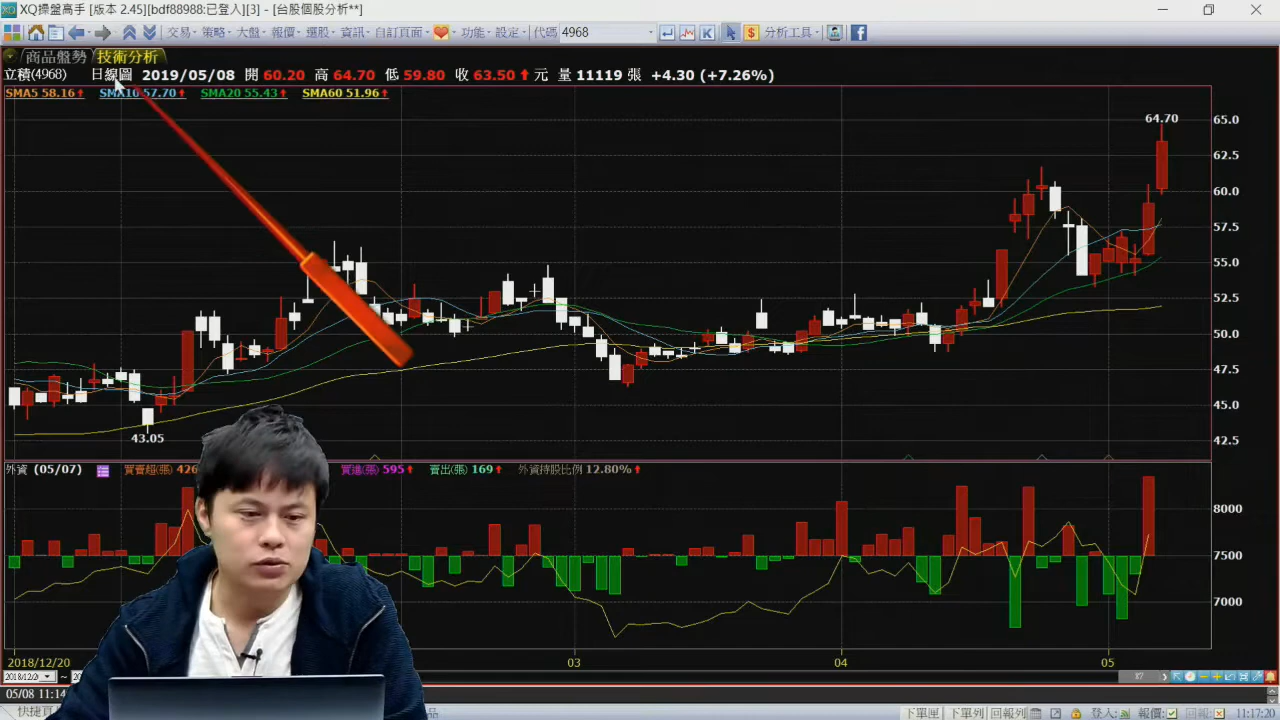 XQ操盤高手 [版本 2.45][bdf88988:已登入][3] - [台股個股分析**]
交易 策略 大盤 報價 選股 資訊 自訂頁面 功能 設定 代碼 4968 分析工具
商品盤勢 技術分析
立積(4968) 日線圖 2019/05/08 開 60.20 高 64.70 低 59.80 收 63.50 元 量 11119 張 +4.30 (+7.26%)
SMA5 58.16 SMA10 57.70 SMA20 55.43 SMA60 51.96
64.70
65.0
62.5
60.0
57.5
55.0
52.5
50.0
47.5
45.0
43.05
42.5
外資 (05/07) 買賣超(張) 426 買進(張) 595 賣出(張) 169 外資持股比例 12.80%
8000
7500
7000
2018/12/20 03 04 05
05/08 11:14
11:17:20
快捷 下單匣 下單列 回報列 登入: 報價: 回報: